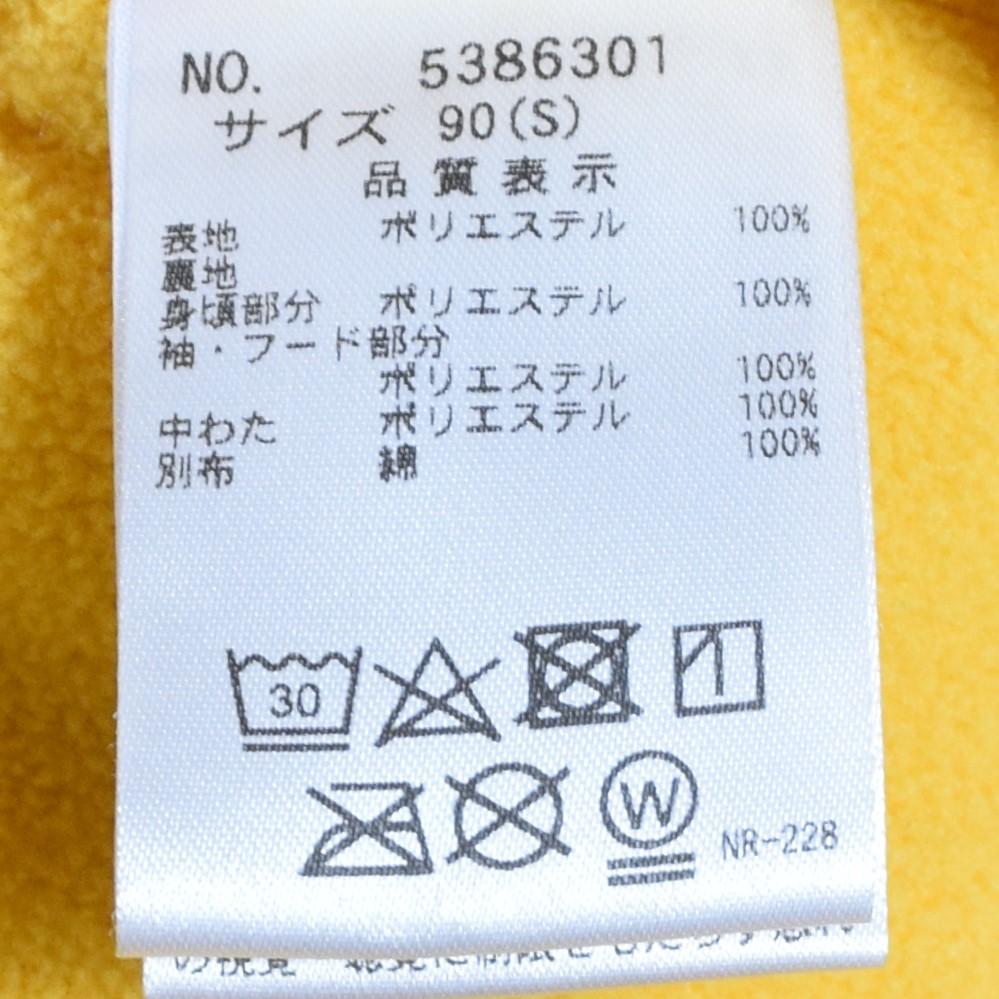 NO. 5386301
サイズ 90(S)
品質表示
表地 ポリエステル 100%
裏地
身頃部分 ポリエステル 100%
袖・フード部分
ポリエステル 100%
中わた ポリエステル 100%
別布 綿 100%
30
W
NR-228
の視覚